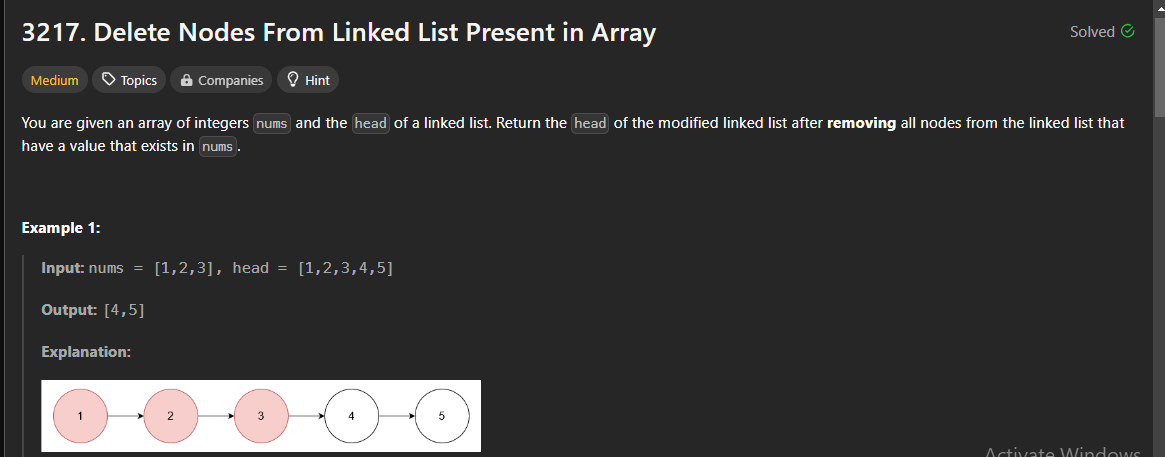 3217. Delete Nodes From Linked List Present in Array
Solved
Medium Topics Companies Hint
You are given an array of integers nums and the head of a linked list. Return the head of the modified linked list after removing all nodes from the linked list that
have a value that exists in nums.
Example 1:
Input: nums = [1,2,3], head = [1,2,3,4,5]
Output: [4,5]
Explanation:
1 2 3 4 5
Activate Windows